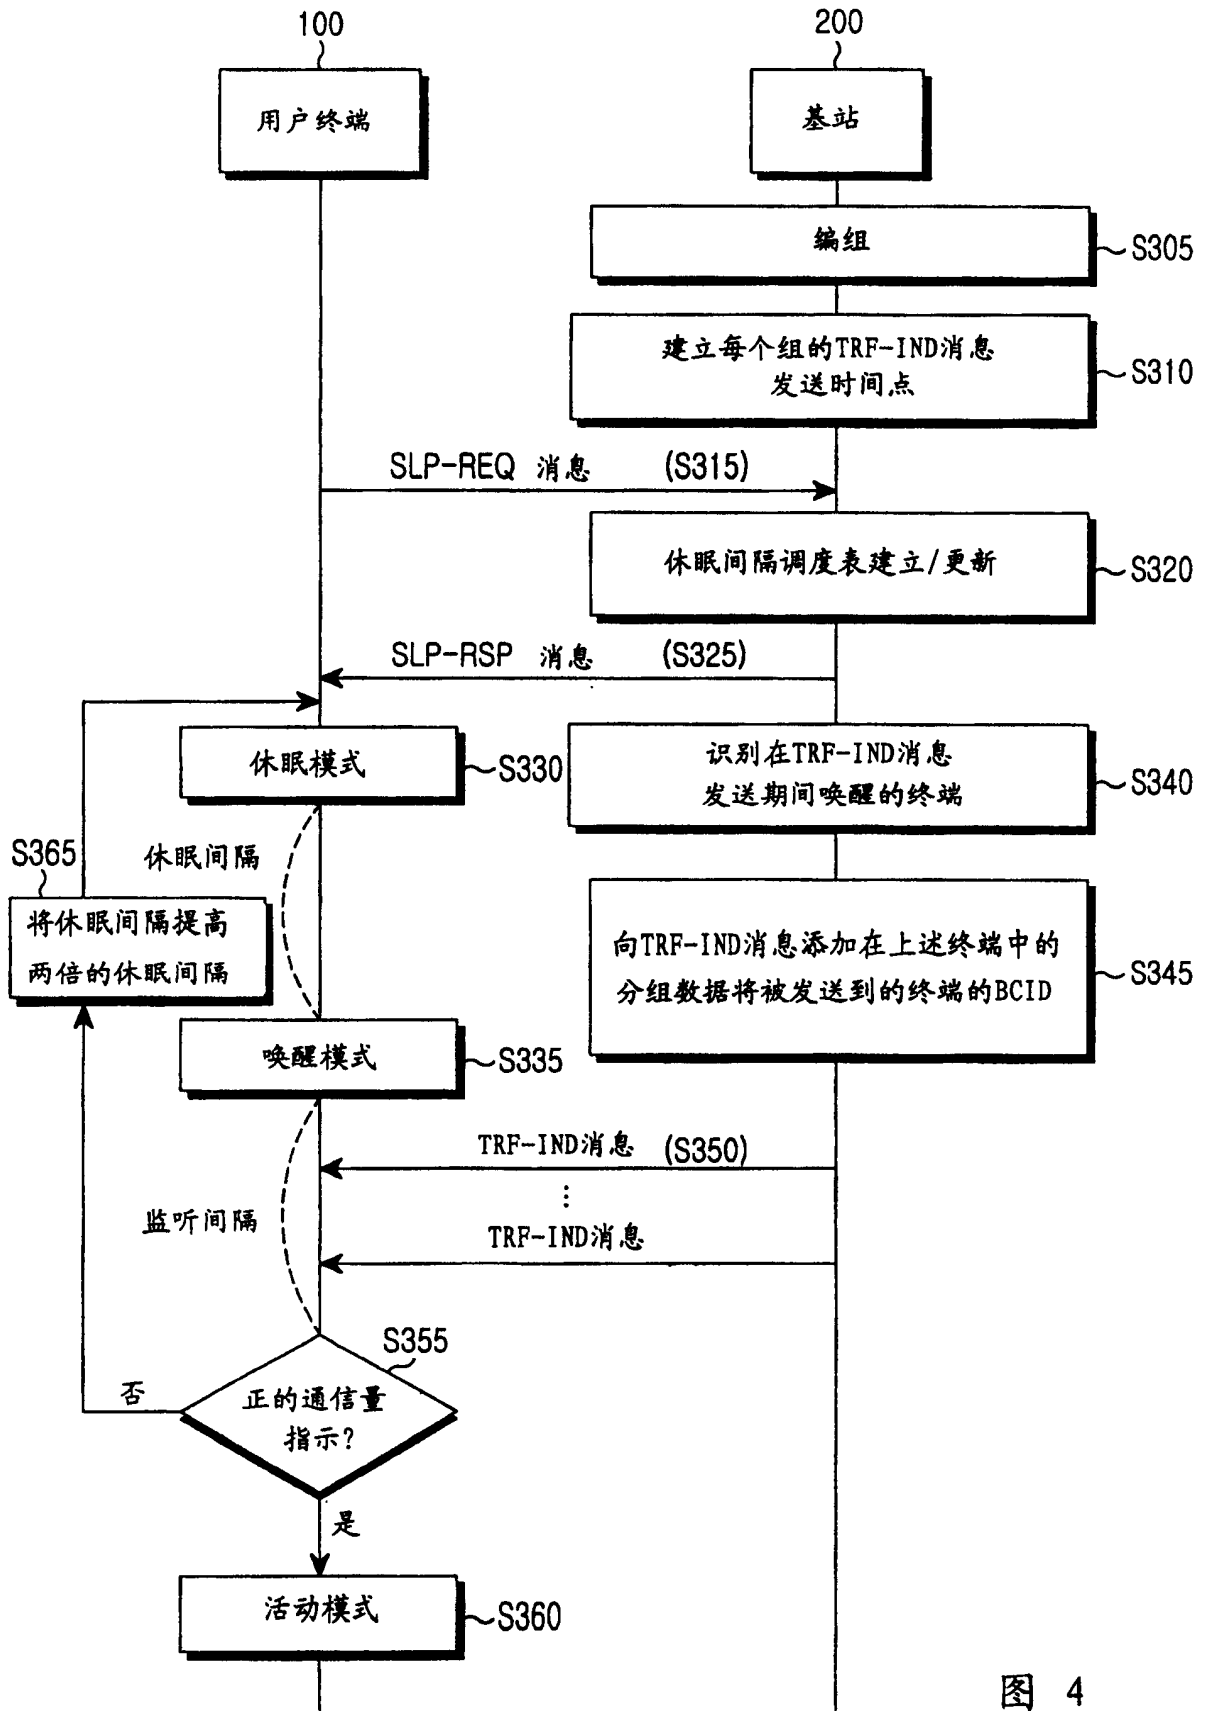 100
200
用户终端
基站
编组
S305
建立每个组的TRF-IND消息
发送时间点
S310
SLP-REQ 消息 (S315)
休眠间隔调度表建立/更新
S320
SLP-RSP 消息 (S325)
休眠模式
S330
识别在TRF-IND消息
发送期间唤醒的终端
S340
休眠间隔
S365
将休眠间隔提高
两倍的休眠间隔
向TRF-IND消息添加在上述终端中的
分组数据将被发送到的终端的BCID
S345
唤醒模式
S335
TRF-IND消息 (S350)
⋮
监听间隔
TRF-IND消息
S355
正的通信量
指示?
否
是
活动模式
S360
图 4